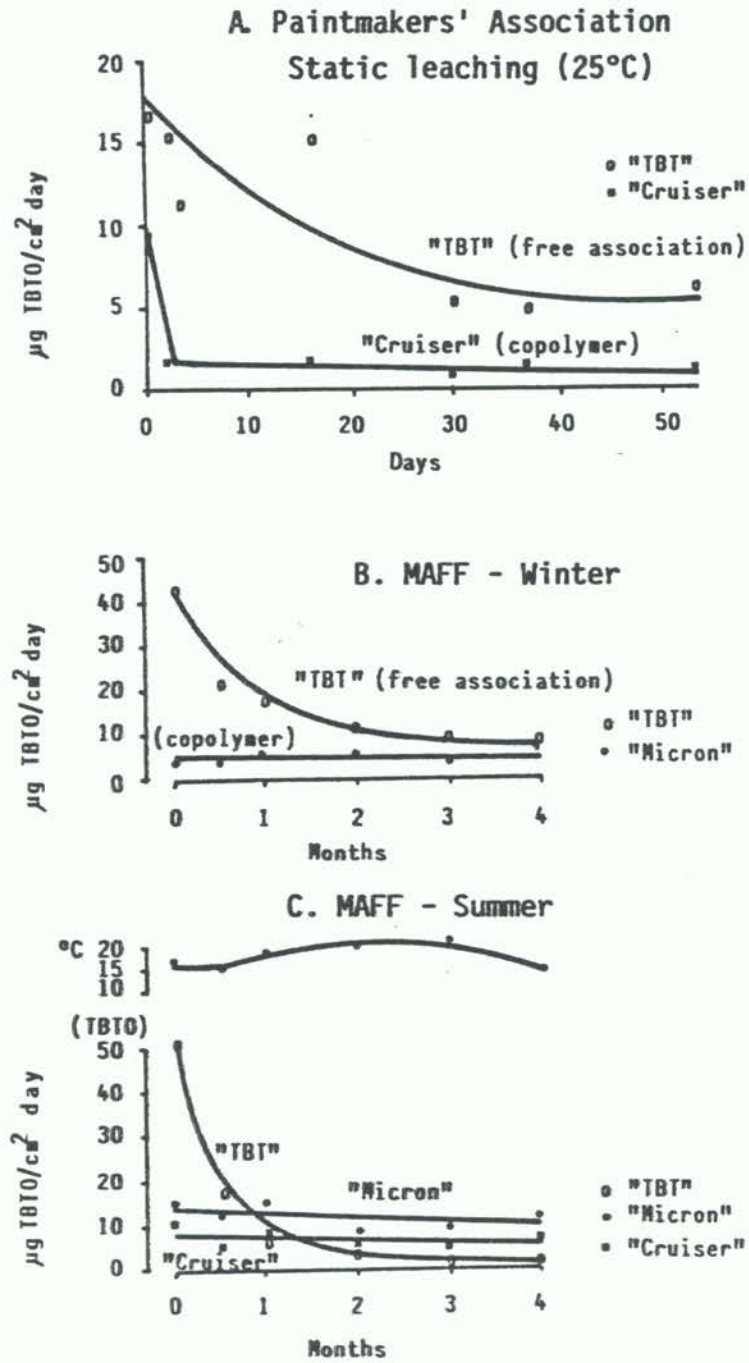 A. Paintmakers' Association
Static leaching (25°C)
20
15
10
5
0
µg TBTO/cm² day
o "TBT"
▪ "Cruiser"
"TBT" (free association)
"Cruiser" (copolymer)
0 10 20 30 40 50
Days
B. MAFF - Winter
50
40
30
20
10
0
µg TBTO/cm² day
"TBT" (free association)
(copolymer)
o "TBT"
• "Micron"
0 1 2 3 4
Months
C. MAFF - Summer
°C 20
15
10
(TBTO)
50
40
30
20
10
0
µg TBTO/cm² day
"TBT"
"Micron"
"Cruiser"
o "TBT"
• "Micron"
▪ "Cruiser"
0 1 2 3 4
Months